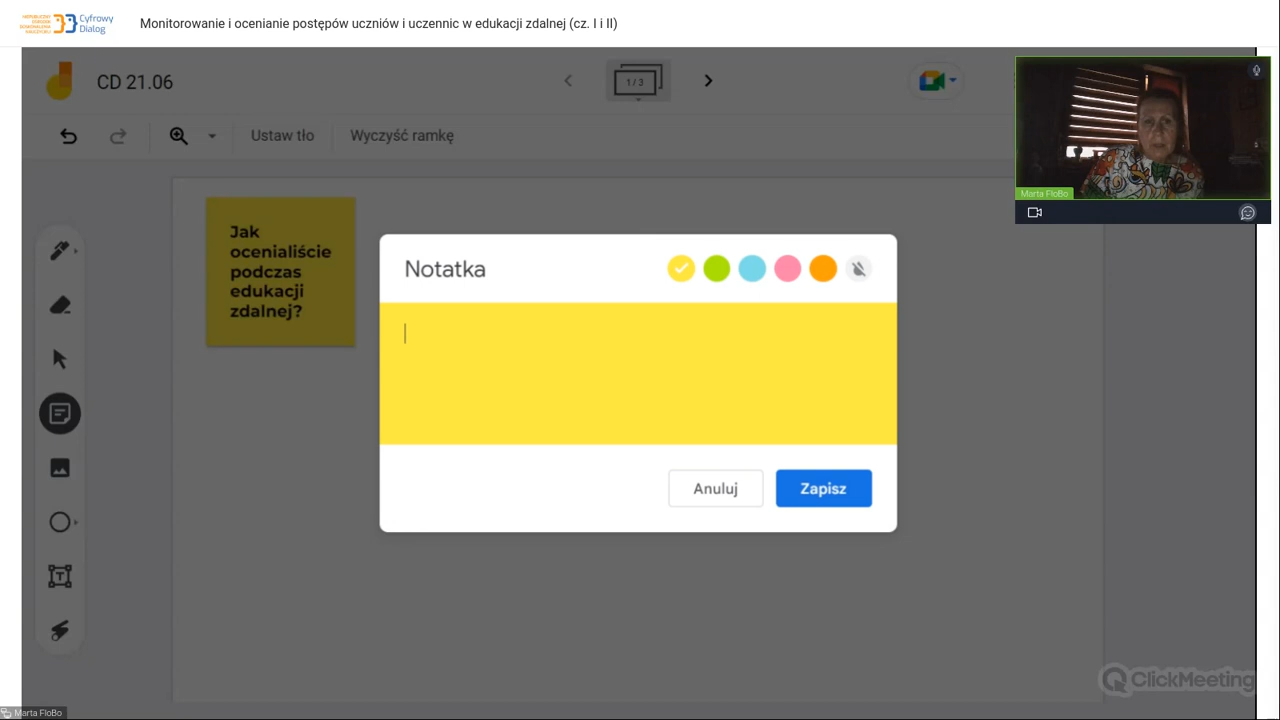 Cyfrowy
Dialog
Monitorowanie i ocenianie postępów uczniów i uczennic w edukacji zdalnej (cz. I i II)
CD 21.06
1 / 3
Ustaw tło
Wyczyść ramkę
Marta FloBo
Jak
ocenialiście
podczas
edukacji
zdalnej?
Notatka
Anuluj
Zapisz
ClickMeeting
Marta FloBo